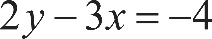 2y − 3x = −4